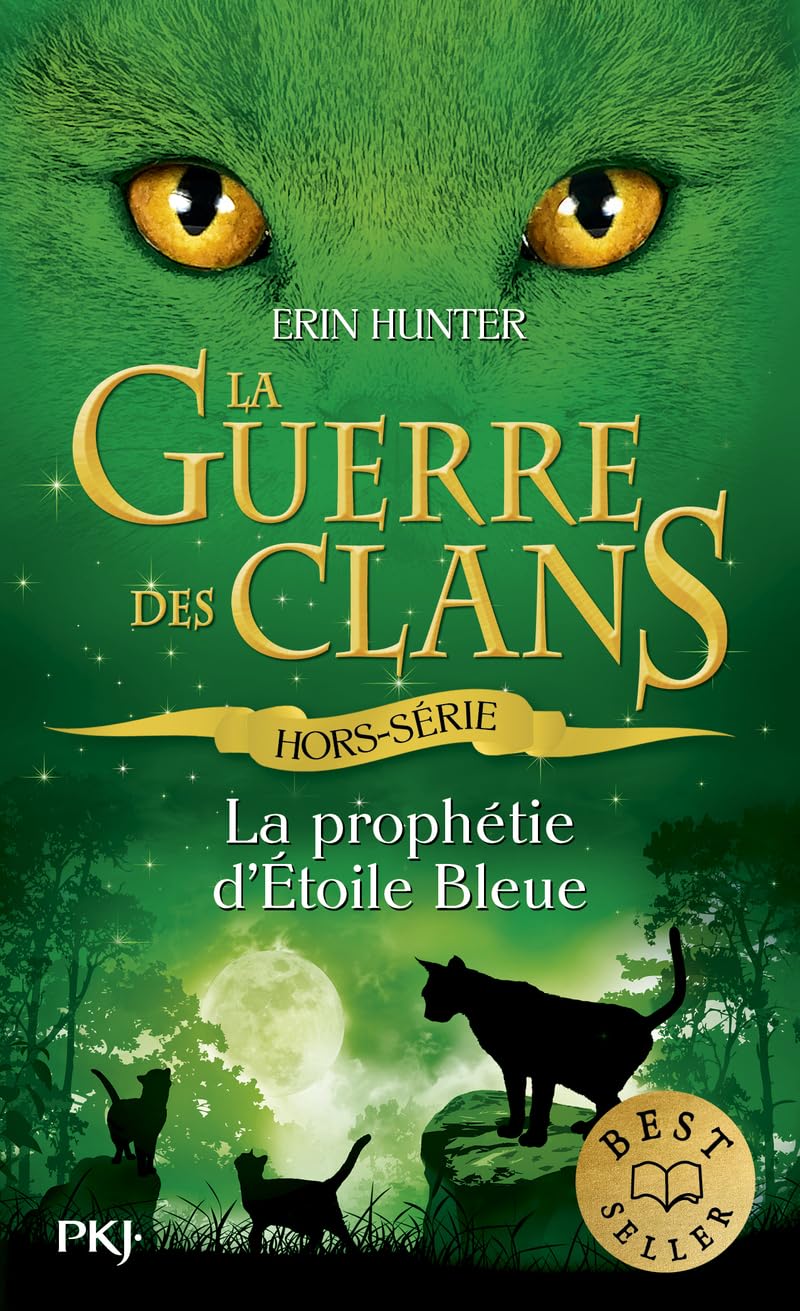 ERIN HUNTER
LA
GUERRE
DES CLANS
HORS-SÉRIE
La prophétie
d'Étoile Bleue
BEST
SELLER
PKJ·